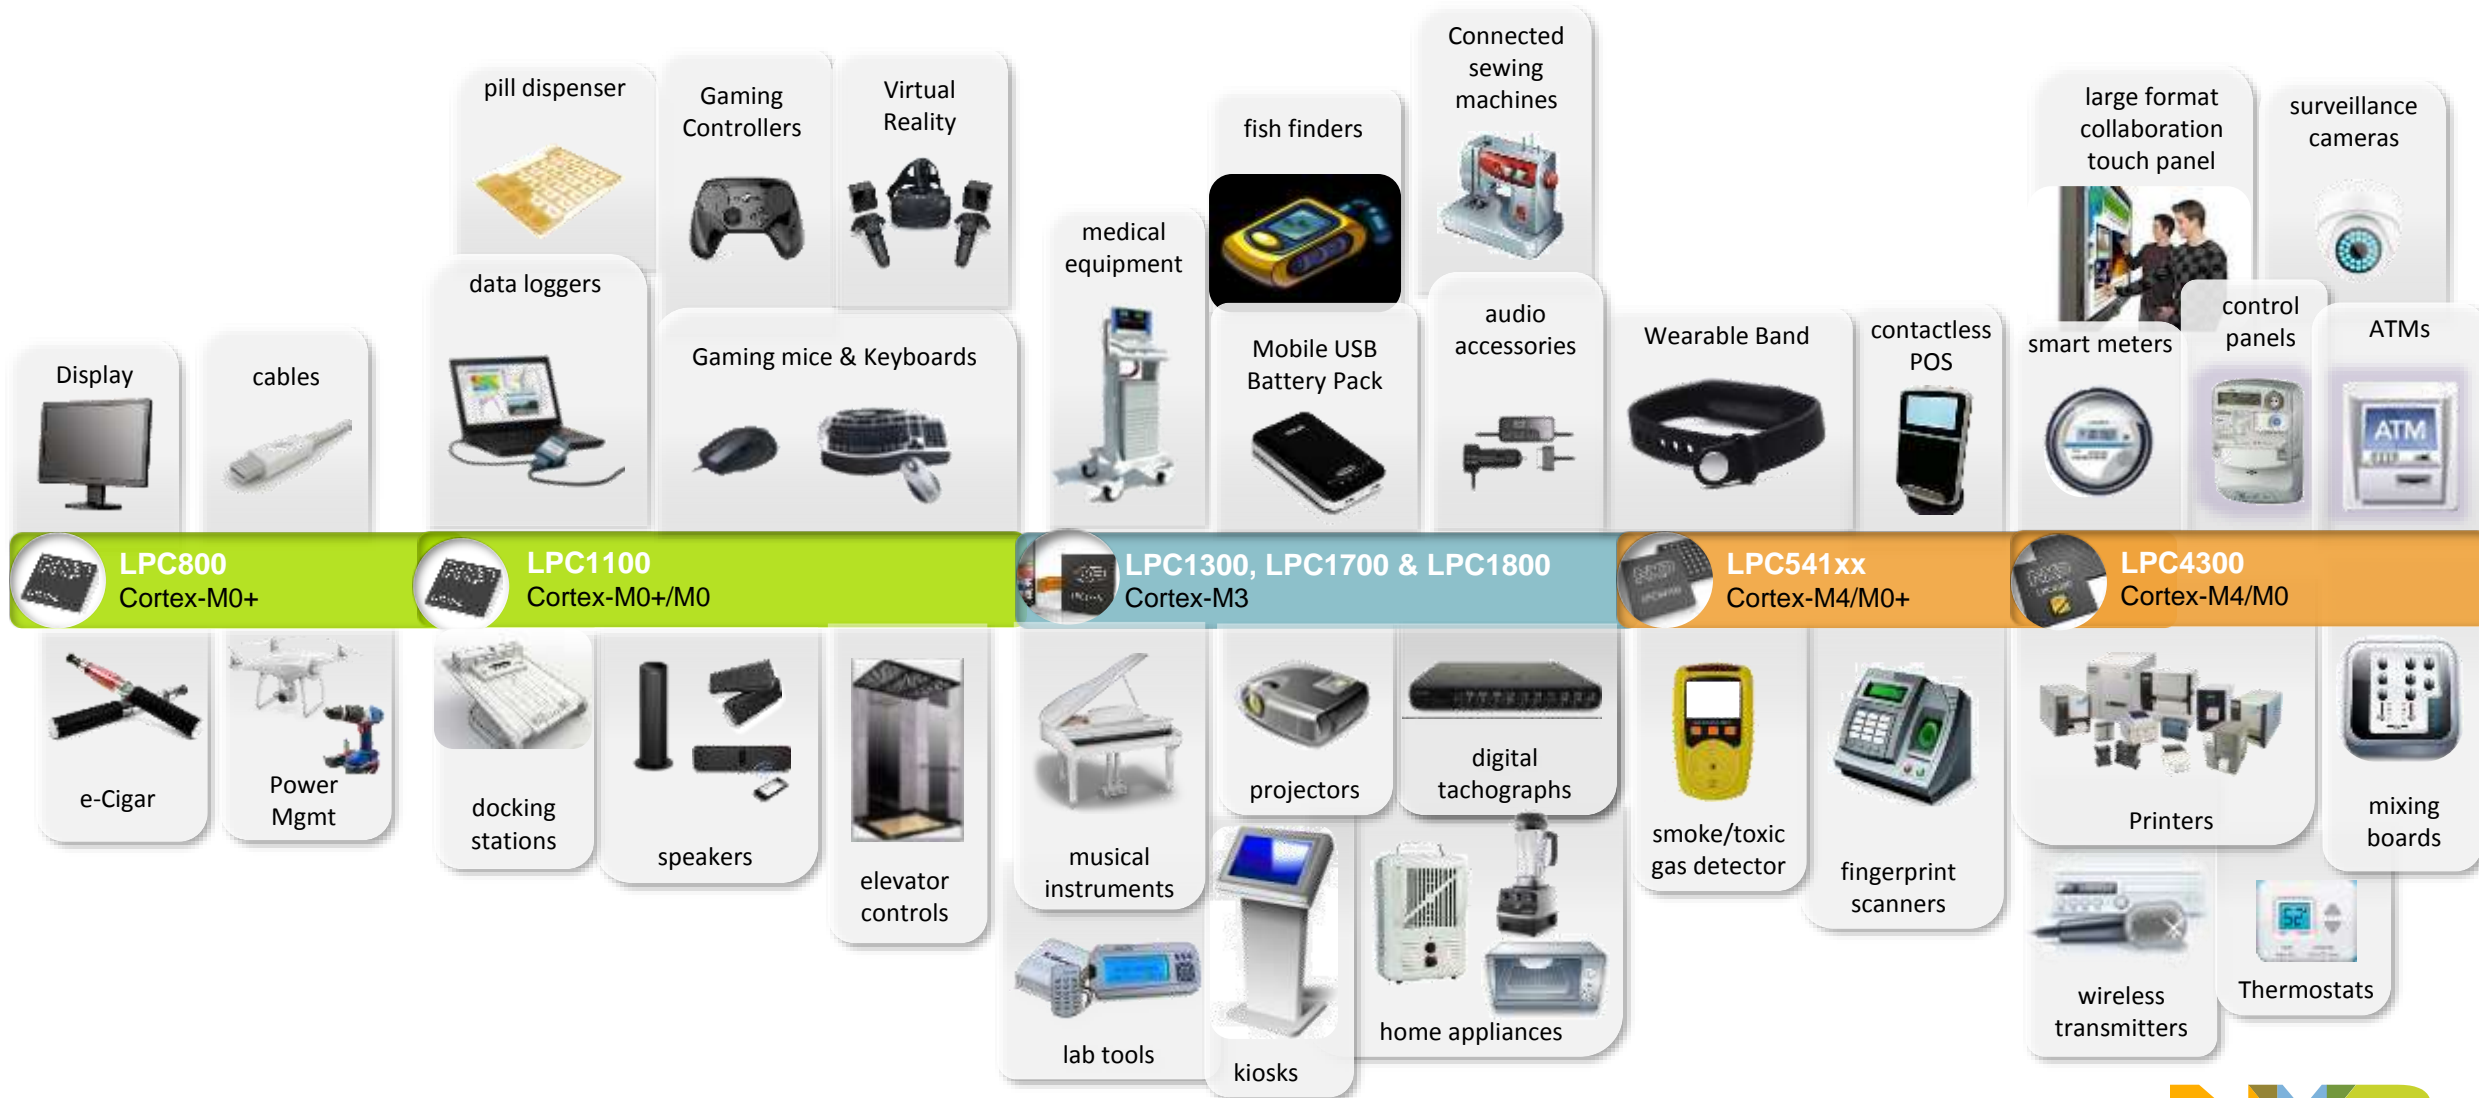 pill dispenser
Gaming
Controllers
Virtual
Reality
fish finders
Connected
sewing
machines
large format
collaboration
touch panel
surveillance
cameras
data loggers
medical
equipment
Gaming mice & Keyboards
Mobile USB
Battery Pack
audio
accessories
Wearable Band
contactless
POS
smart meters
control
panels
ATMs
ATM
Display
cables
LPC800
Cortex-M0+
LPC1100
Cortex-M0+/M0
LPC1300, LPC1700 & LPC1800
Cortex-M3
LPC541xx
Cortex-M4/M0+
LPC4300
Cortex-M4/M0
e-Cigar
Power
Mgmt
docking
stations
speakers
elevator
controls
musical
instruments
projectors
digital
tachographs
smoke/toxic
gas detector
fingerprint
scanners
Printers
mixing
boards
lab tools
kiosks
home appliances
wireless
transmitters
52°
Thermostats